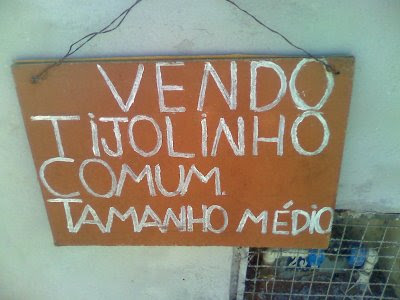 VENDO
TiJOLINHO
COMUM.
TAMANHO MÉDIO